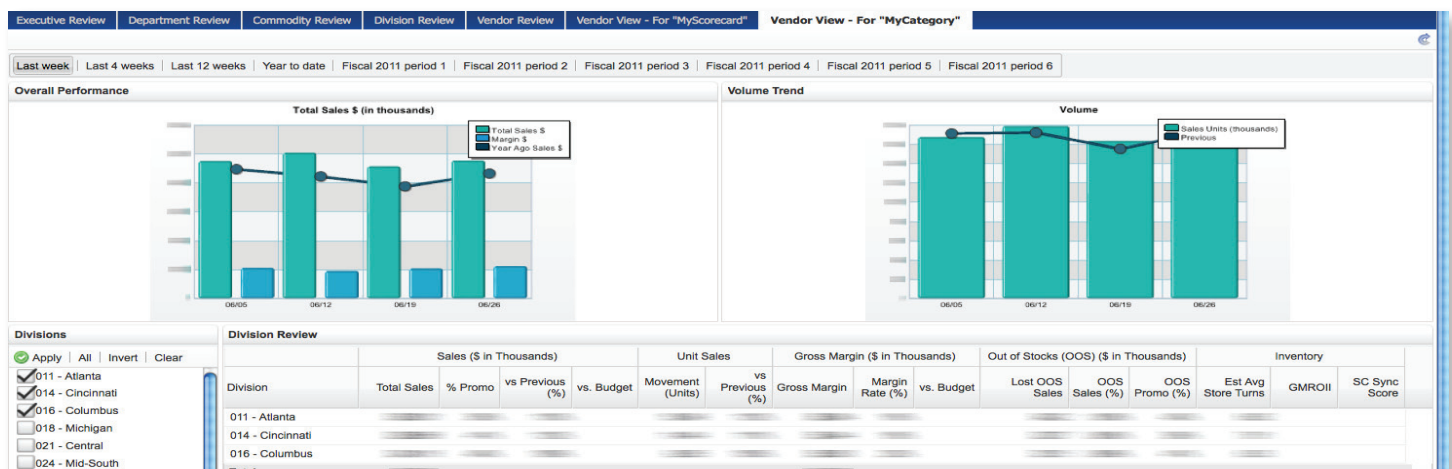 Executive Review Department Review Commodity Review Division Review Vendor Review Vendor View - For "MyScorecard" Vendor View - For "MyCategory"
Last week Last 4 weeks Last 12 weeks Year to date Fiscal 2011 period 1 Fiscal 2011 period 2 Fiscal 2011 period 3 Fiscal 2011 period 4 Fiscal 2011 period 5 Fiscal 2011 period 6
Overall Performance
Total Sales $ (in thousands)
Total Sales $
Margin $
Year Ago Sales $
06/05 06/12 06/19 06/26
Volume Trend
Volume
Sales Units (thousands)
Previous
06/05 06/12 06/19 06/26
Divisions
Apply All Invert Clear
011 - Atlanta
014 - Cincinnati
016 - Columbus
018 - Michigan
021 - Central
024 - Mid-South
Division Review
Sales ($ in Thousands) Unit Sales Gross Margin ($ in Thousands) Out of Stocks (OOS) ($ in Thousands) Inventory
Division Total Sales % Promo vs Previous (%) vs. Budget Movement (Units) vs Previous (%) Gross Margin Margin Rate (%) vs. Budget Lost OOS Sales OOS Sales (%) OOS Promo (%) Est Avg Store Turns GMROII SC Sync Score
011 - Atlanta
014 - Cincinnati
016 - Columbus